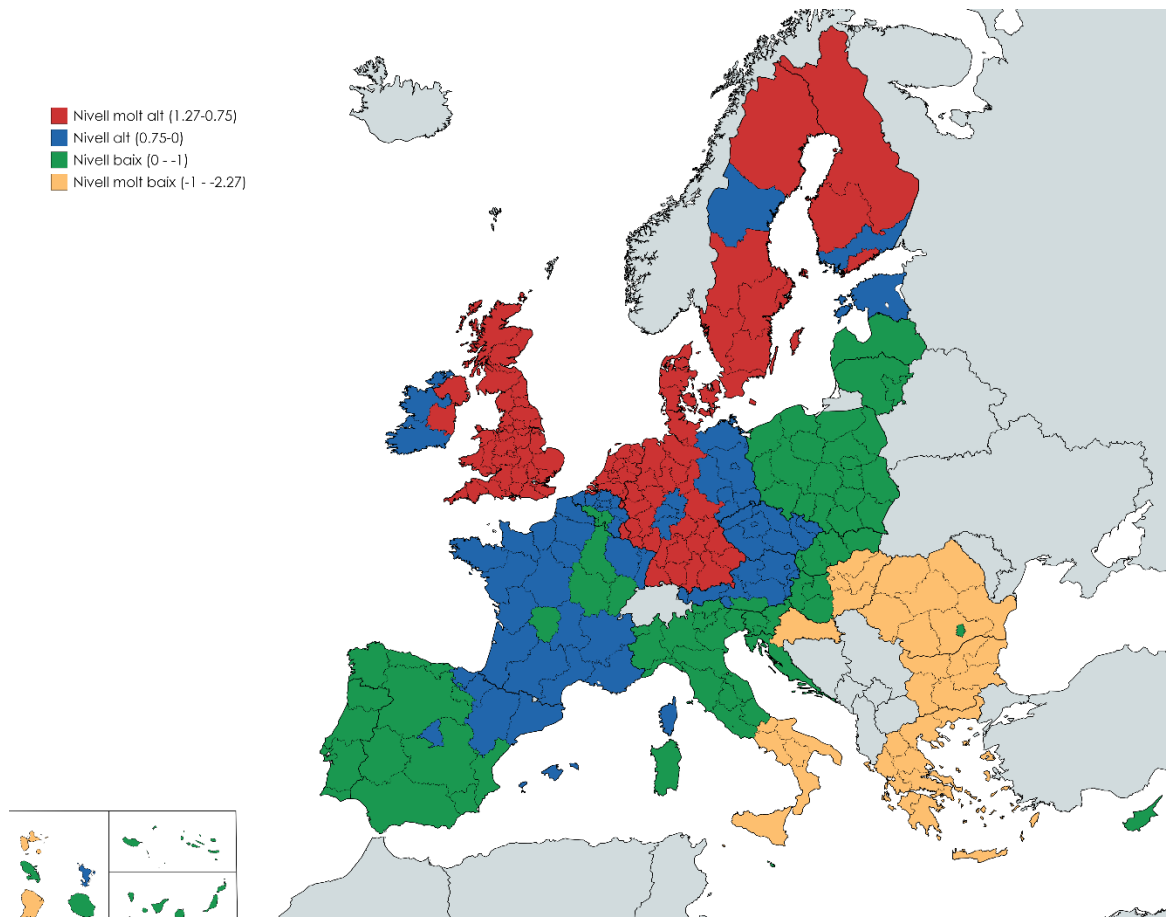 Nivell molt alt (1.27-0.75)
Nivell alt (0.75-0)
Nivell baix (0 - -1)
Nivell molt baix (-1 - -2.27)